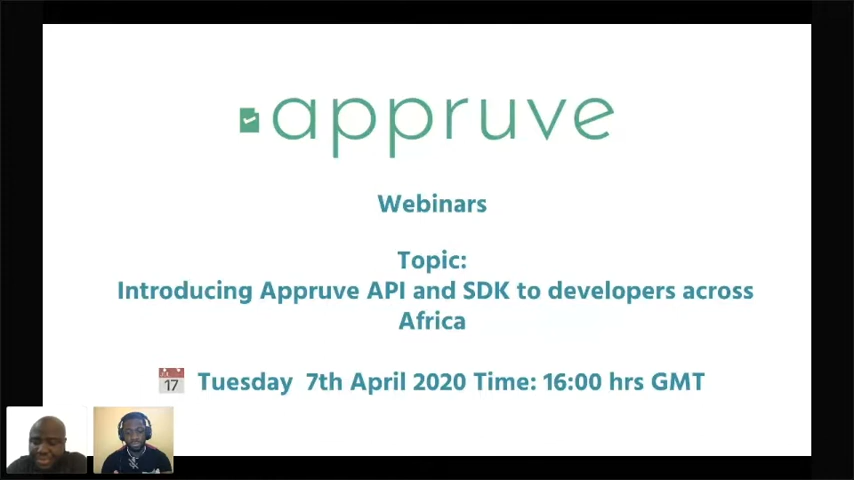 appruve
Webinars
Topic:
Introducing Appruve API and SDK to developers across
Africa
17
Tuesday 7th April 2020 Time: 16:00 hrs GMT